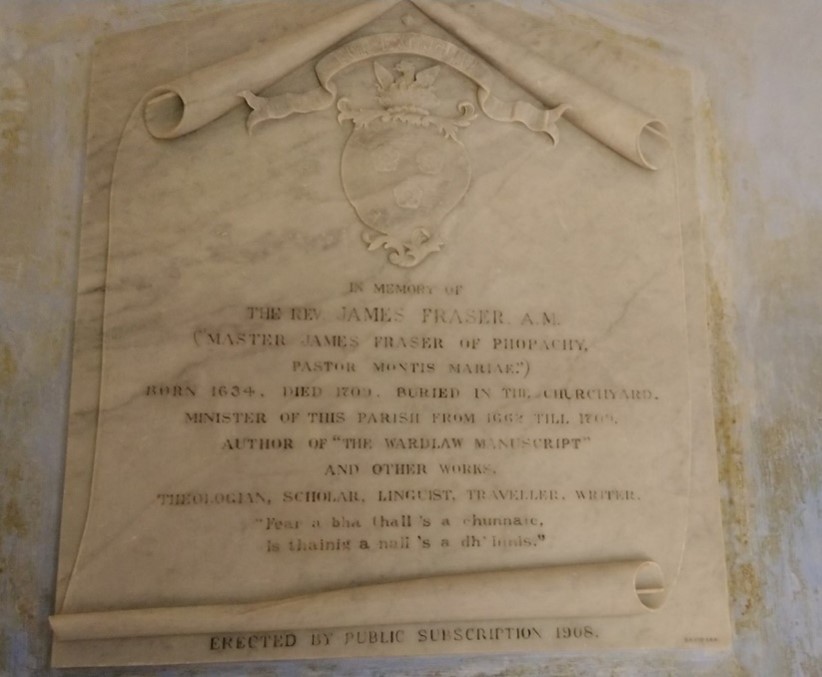 IN MEMORY OF
THE REV. JAMES FRASER, A.M.
("MASTER JAMES FRASER OF PHOPACHY,
PASTOR MONTIS MARIAE.")
BORN 1634. DIED 1709. BURIED IN THE CHURCHYARD.
MINISTER OF THIS PARISH FROM 1662 TILL 1709.
AUTHOR OF "THE WARDLAW MANUSCRIPT"
AND OTHER WORKS.
THEOLOGIAN, SCHOLAR, LINGUIST, TRAVELLER, WRITER.
"Fear a bha thall 's a chunnaic,
Is thainig a nall 's a dh' innis."
ERECTED BY PUBLIC SUBSCRIPTION 1908.